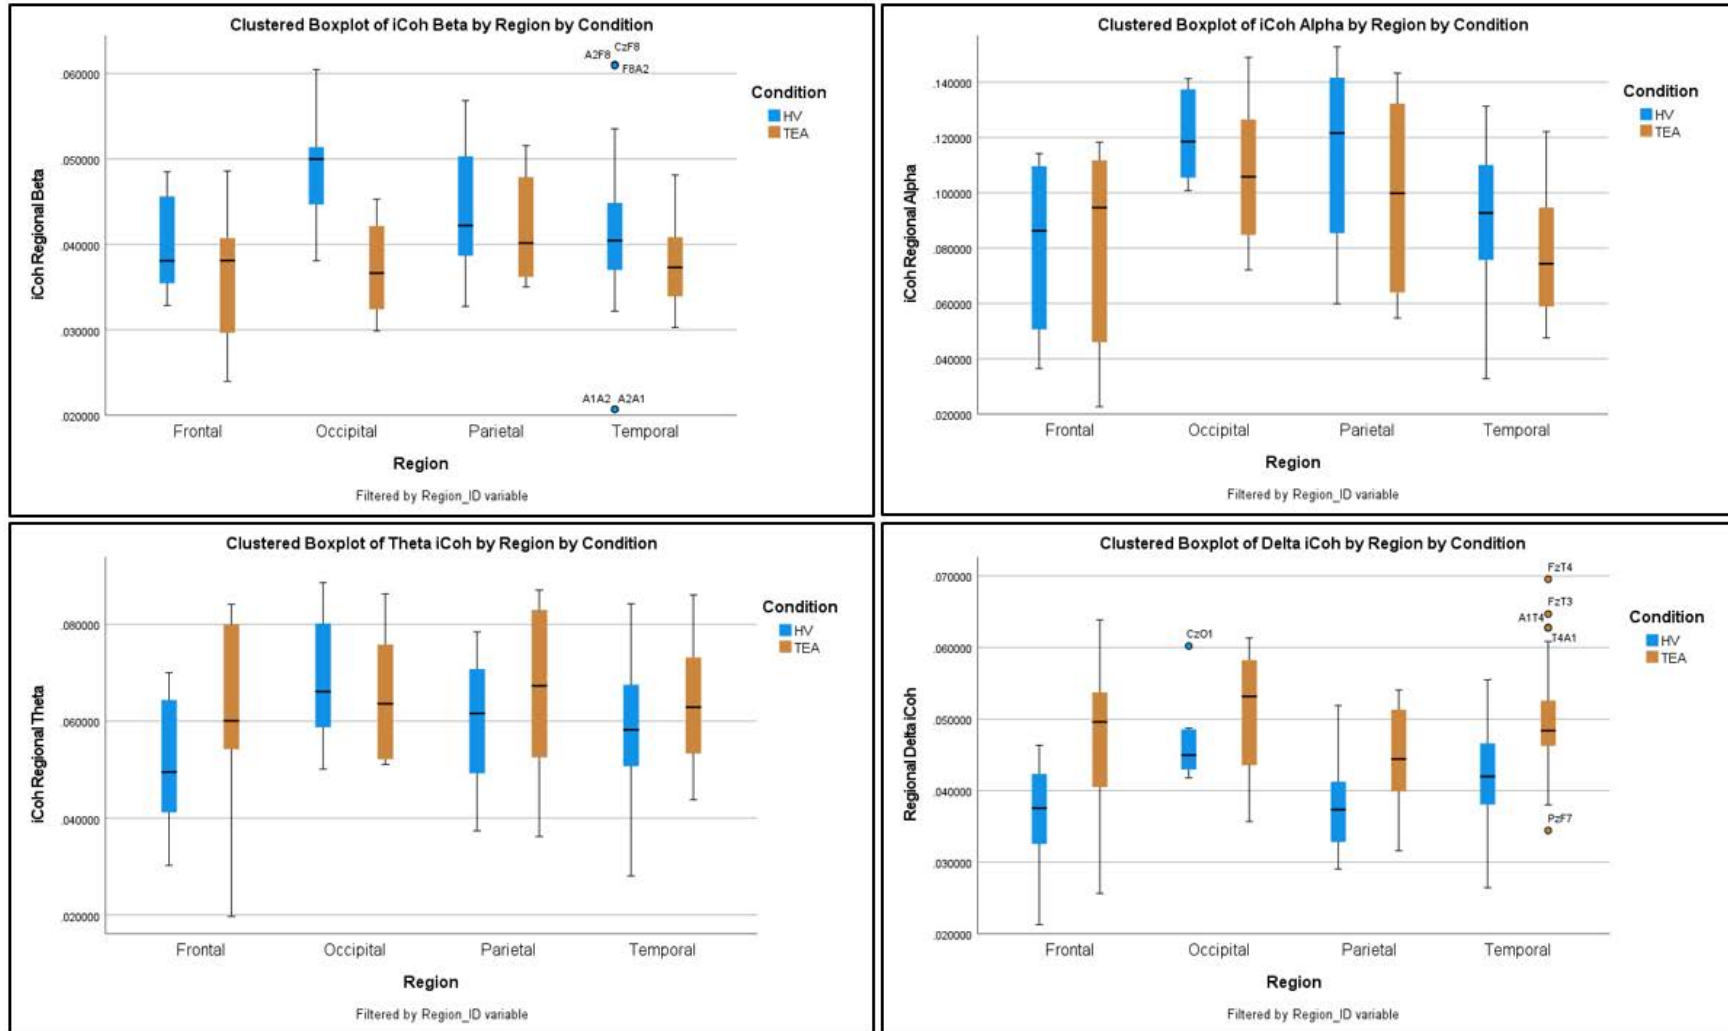 Clustered Boxplot of iCoh Beta by Region by Condition
iCoh Regional Beta
.060000
.050000
.040000
.030000
.020000
CzF8
A2F8
F8A2
A1A2 A2A1
Condition
HV
TEA
Frontal Occipital Parietal Temporal
Region
Filtered by Region_ID variable
Clustered Boxplot of iCoh Alpha by Region by Condition
iCoh Regional Alpha
.140000
.120000
.100000
.080000
.060000
.040000
.020000
Condition
HV
TEA
Frontal Occipital Parietal Temporal
Region
Filtered by Region_ID variable
Clustered Boxplot of Theta iCoh by Region by Condition
iCoh Regional Theta
.080000
.060000
.040000
.020000
Condition
HV
TEA
Frontal Occipital Parietal Temporal
Region
Filtered by Region_ID variable
Clustered Boxplot of Delta iCoh by Region by Condition
Regional Delta iCoh
.070000
.060000
.050000
.040000
.030000
.020000
CzO1
FzT4
FzT3
A1T4
T4A1
PzF7
Condition
HV
TEA
Frontal Occipital Parietal Temporal
Region
Filtered by Region_ID variable